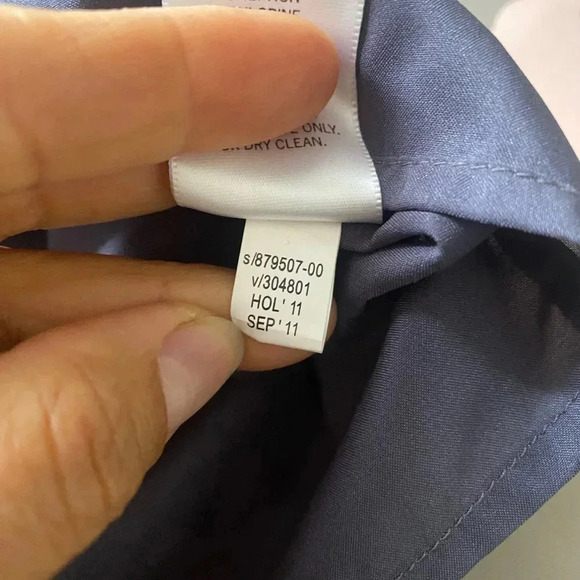 ONLY.
DRY CLEAN.
s/879507-00
v/304801
HOL' 11
SEP' 11